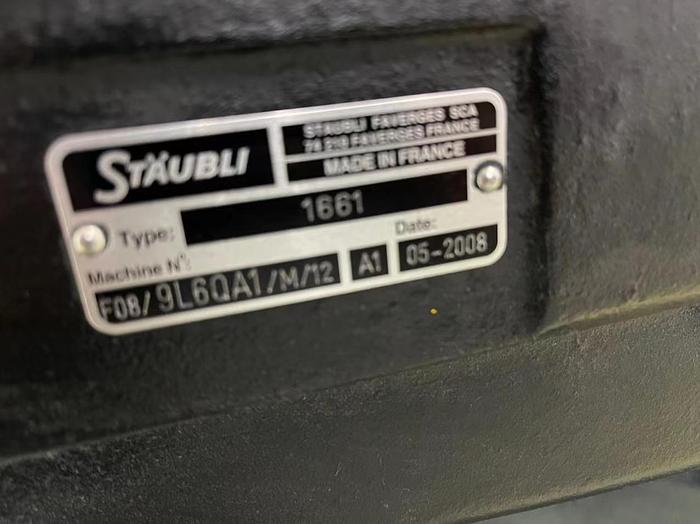 STÄUBLI
STAUBLI FAVERGES SCA
74 210 FAVERGES FRANCE
MADE IN FRANCE
Type: 1661
Machine N°: Date:
F08/9L6QA1/M/12 A1 05-2008